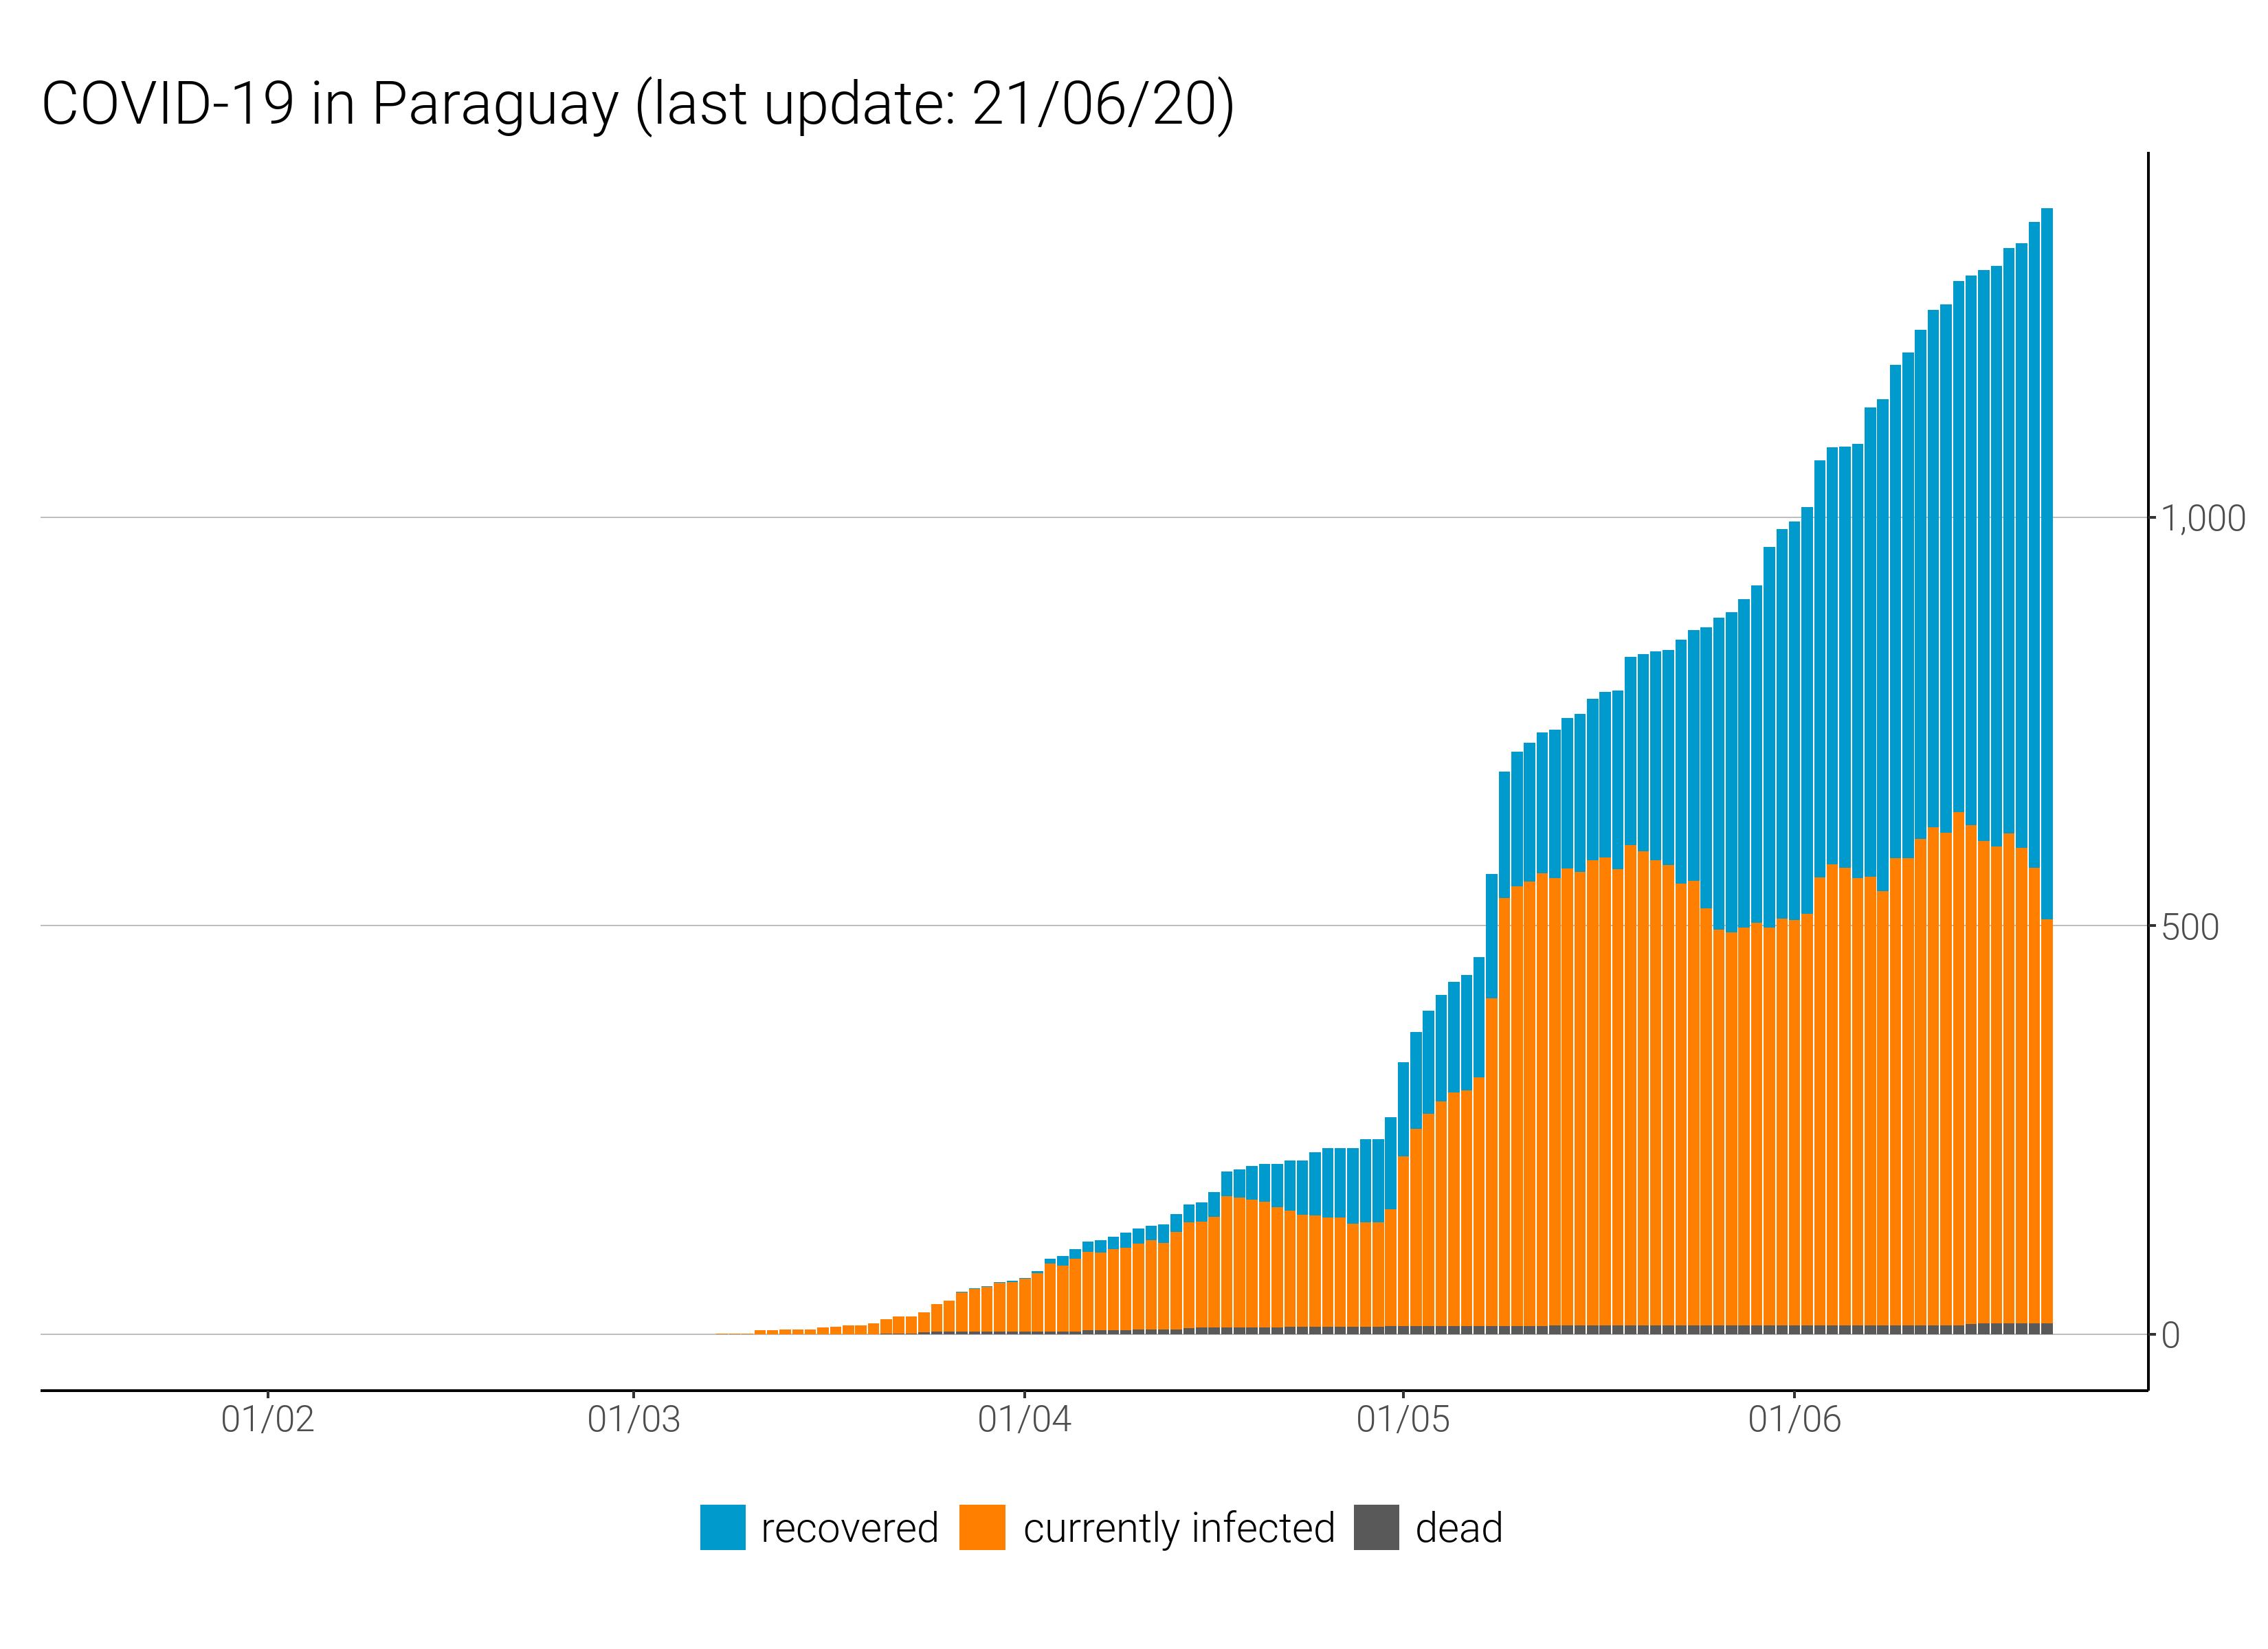 COVID-19 in Paraguay (last update: 21/06/20)
1,000
500
0
01/02 01/03 01/04 01/05 01/06
recovered currently infected dead